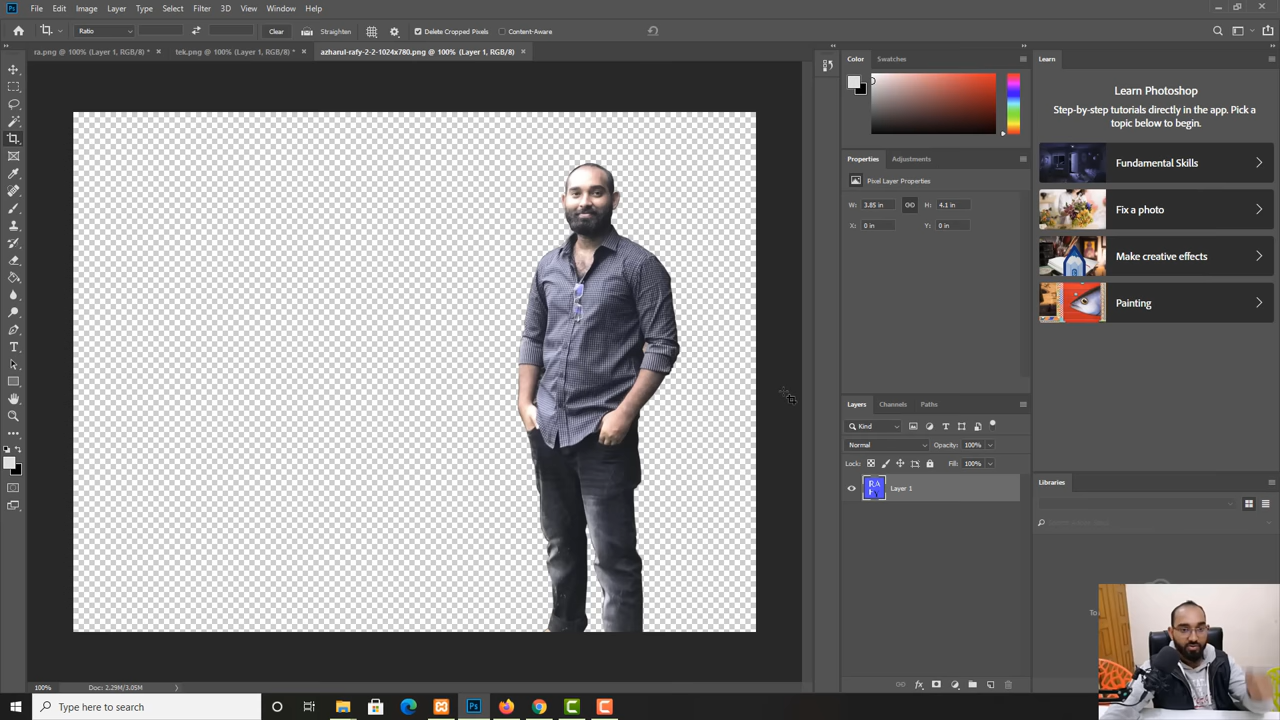 Ps File Edit Image Layer Type Select Filter 3D View Window Help
Ratio Clear Straighten Delete Cropped Pixels Content-Aware
ra.png @ 100% (Layer 1, RGB/8) * × tek.png @ 100% (Layer 1, RGB/8) * × azharul-rafy-2-2-1024x780.png @ 100% (Layer 1, RGB/8) ×
Color Swatches
Learn
Learn Photoshop
Step-by-step tutorials directly in the app. Pick a
topic below to begin.
Fundamental Skills
Fix a photo
Make creative effects
Painting
Properties Adjustments
Pixel Layer Properties
W: 3.85 in H: 4.1 in
X: 0 in Y: 0 in
Layers Channels Paths
Kind
Normal Opacity: 100%
Lock: Fill: 100%
RA
Layer 1
Libraries
To
100% Doc: 2.29M/3.05M
Type here to search
Ps